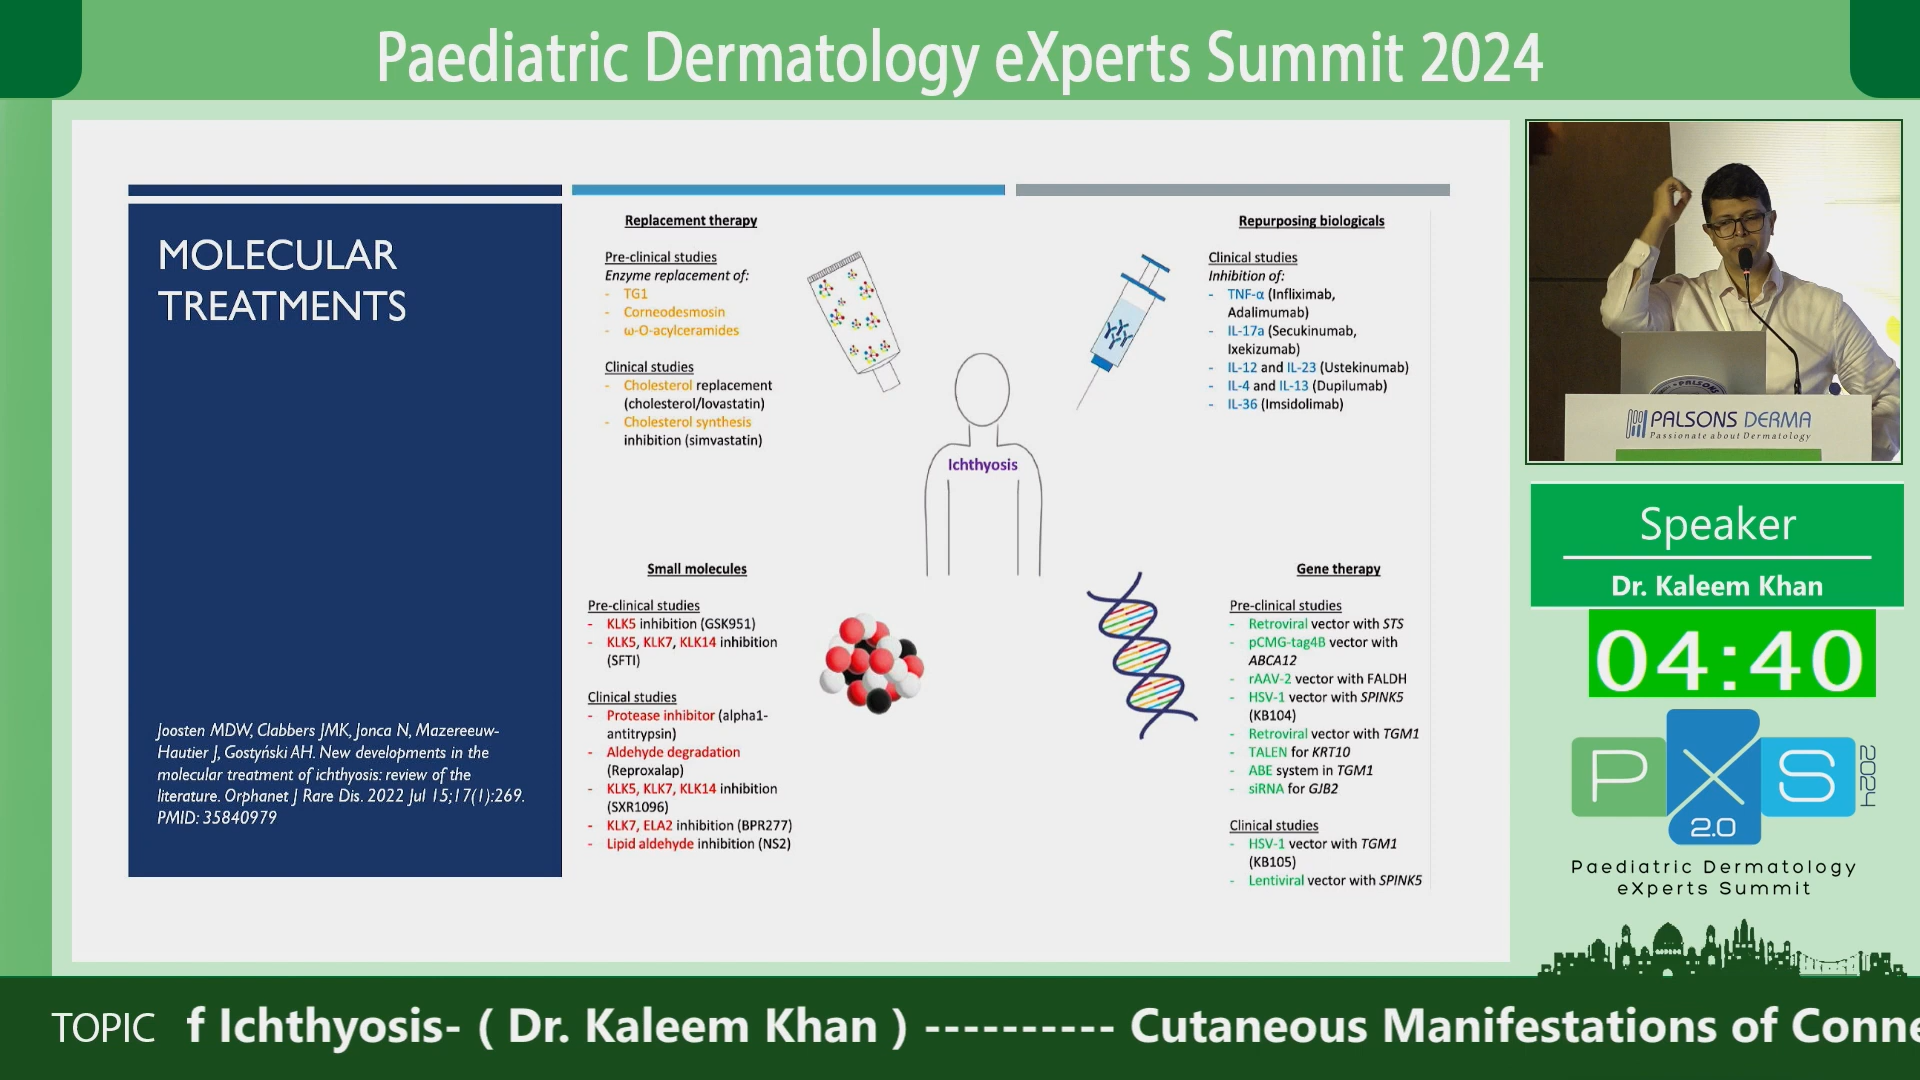 Paediatric Dermatology eXperts Summit 2024
MOLECULAR
TREATMENTS
Joosten MDW, Clabbers JMK, Jonca N, Mazereeuw-
Hautier J, Gostyński AH. New developments in the
molecular treatment of ichthyosis: review of the
literature. Orphanet J Rare Dis. 2022 Jul 15;17(1):269.
PMID: 35840979
Replacement therapy
Pre-clinical studies
Enzyme replacement of:
- TG1
- Corneodesmosin
- ω-O-acylceramides
Clinical studies
- Cholesterol replacement
(cholesterol/lovastatin)
- Cholesterol synthesis
inhibition (simvastatin)
Repurposing biologicals
Clinical studies
Inhibition of:
- TNF-α (Infliximab,
Adalimumab)
- IL-17a (Secukinumab,
Ixekizumab)
- IL-12 and IL-23 (Ustekinumab)
- IL-4 and IL-13 (Dupilumab)
- IL-36 (Imsidolimab)
Ichthyosis
Small molecules
Pre-clinical studies
- KLK5 inhibition (GSK951)
- KLK5, KLK7, KLK14 inhibition
(SFTI)
Clinical studies
- Protease inhibitor (alpha1-
antitrypsin)
- Aldehyde degradation
(Reproxalap)
- KLK5, KLK7, KLK14 inhibition
(SXR1096)
- KLK7, ELA2 inhibition (BPR277)
- Lipid aldehyde inhibition (NS2)
Gene therapy
Pre-clinical studies
- Retroviral vector with STS
- pCMG-tag4B vector with
ABCA12
- rAAV-2 vector with FALDH
- HSV-1 vector with SPINK5
(KB104)
- Retroviral vector with TGM1
- TALEN for KRT10
- ABE system in TGM1
- siRNA for GJB2
Clinical studies
- HSV-1 vector with TGM1
(KB105)
- Lentiviral vector with SPINK5
PALSONS
PALSONS DERMA
Passionate about Dermatology
Speaker
Dr. Kaleem Khan
04:40
PXS 2024
2.0
Paediatric Dermatology
eXperts Summit
TOPIC f Ichthyosis- ( Dr. Kaleem Khan ) ---------- Cutaneous Manifestations of Conne